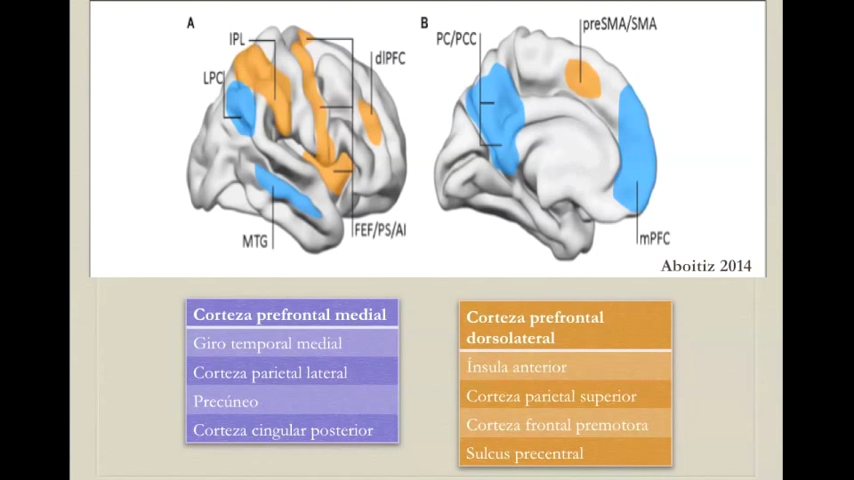 A
B
IPL
LPC
dlPFC
MTG
FEF/PS/AI
PC/PCC
preSMA/SMA
mPFC
Aboitiz 2014
Corteza prefrontal medial
Giro temporal medial
Corteza parietal lateral
Precúneo
Corteza cingular posterior
Corteza prefrontal
dorsolateral
Ínsula anterior
Corteza parietal superior
Corteza frontal premotora
Sulcus precentral